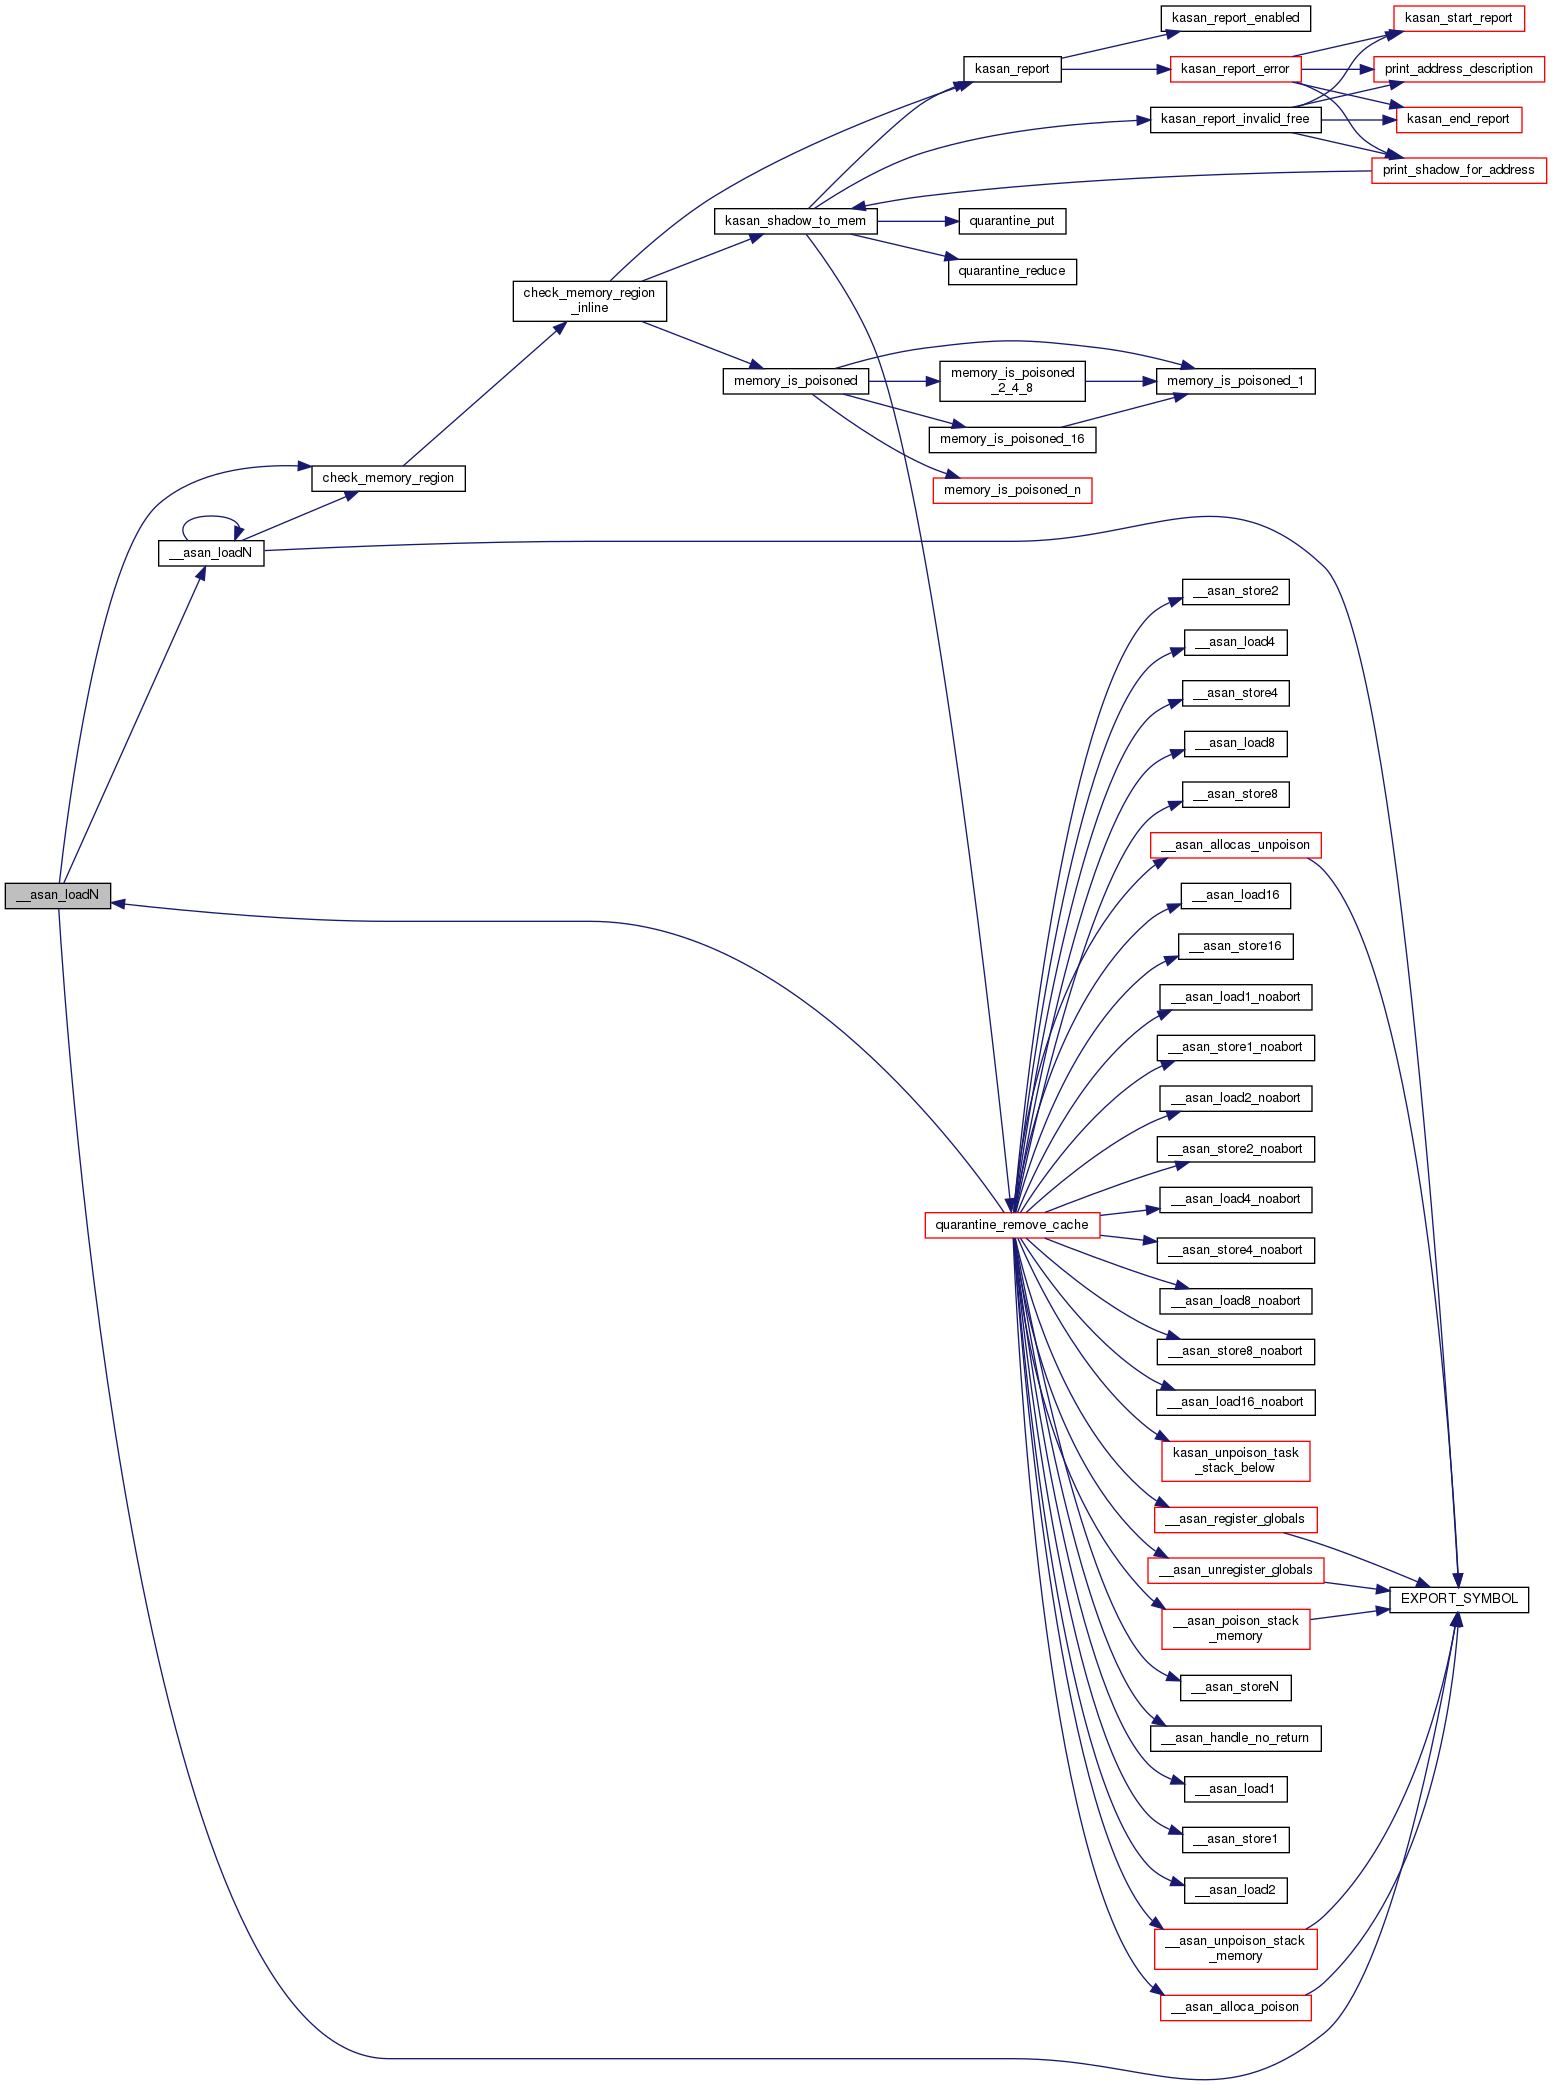 kasan_report_enabled
kasan_start_report
kasan_report
kasan_report_error
print_address_description
kasan_report_invalid_free
kasan_end_report
print_shadow_for_address
kasan_shadow_to_mem
quarantine_put
quarantine_reduce
check_memory_region
_inline
memory_is_poisoned
memory_is_poisoned
_2_4_8
memory_is_poisoned_1
memory_is_poisoned_16
check_memory_region
memory_is_poisoned_n
__asan_loadN
__asan_store2
__asan_load4
__asan_store4
__asan_load8
__asan_store8
__asan_allocas_unpoison
__asan_loadN
__asan_load16
__asan_store16
__asan_load1_noabort
__asan_store1_noabort
__asan_load2_noabort
__asan_store2_noabort
__asan_load4_noabort
quarantine_remove_cache
__asan_store4_noabort
__asan_load8_noabort
__asan_store8_noabort
__asan_load16_noabort
kasan_unpoison_task
_stack_below
__asan_register_globals
__asan_unregister_globals
EXPORT_SYMBOL
__asan_poison_stack
_memory
__asan_storeN
__asan_handle_no_return
__asan_load1
__asan_store1
__asan_load2
__asan_unpoison_stack
_memory
__asan_alloca_poison